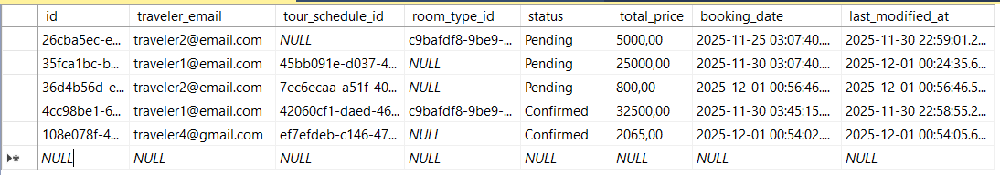 id traveler_email tour_schedule_id room_type_id status total_price booking_date last_modified_at
26cba5ec-e... traveler2@email.com NULL c9bafdf8-9be9-... Pending 5000,00 2025-11-25 03:07:40.... 2025-11-30 22:59:01.2...
35fca1bc-b... traveler1@email.com 45bb091e-d037-4... NULL Pending 25000,00 2025-11-30 03:07:40.... 2025-12-01 00:24:35.6...
36d4b56d-e... traveler2@email.com 7ec6ecaa-a51f-40... NULL Pending 800,00 2025-12-01 00:56:46.... 2025-12-01 00:56:46.5...
4cc98be1-6... traveler1@email.com 42060cf1-daed-46... c9bafdf8-9be9-... Confirmed 32500,00 2025-11-30 03:45:15.... 2025-11-30 22:58:55.2...
108e078f-4... traveler4@gmail.com ef7efdeb-c146-47... NULL Confirmed 2065,00 2025-12-01 00:54:02.... 2025-12-01 00:54:05.6...
NULL NULL NULL NULL NULL NULL NULL NULL